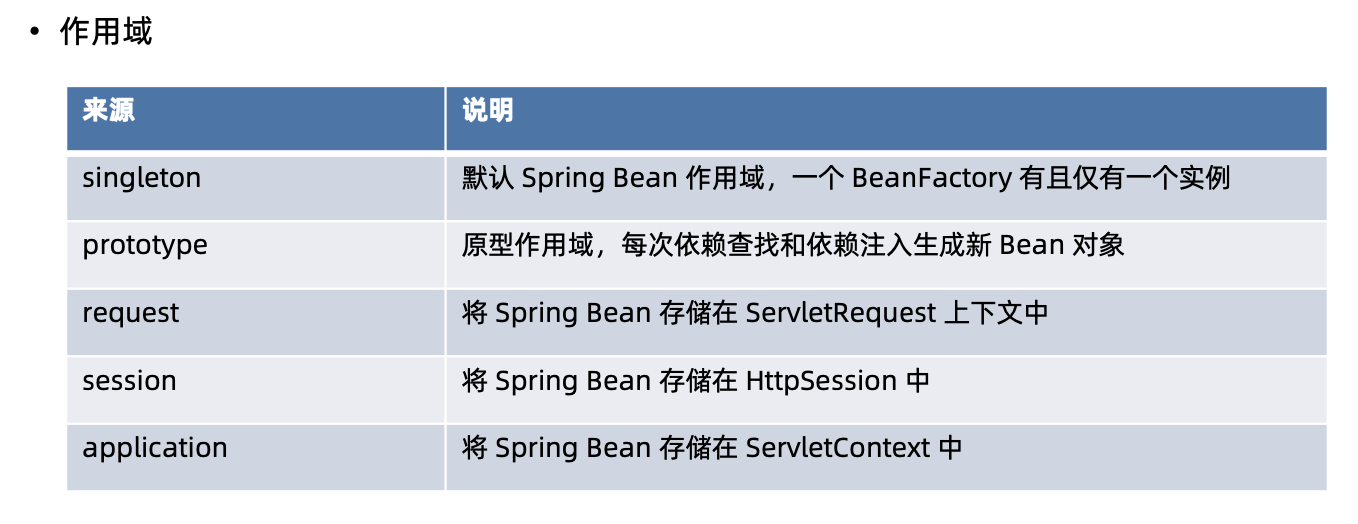 • 作用域
来源 说明
singleton 默认 Spring Bean 作用域，一个 BeanFactory 有且仅有一个实例
prototype 原型作用域，每次依赖查找和依赖注入生成新 Bean 对象
request 将 Spring Bean 存储在 ServletRequest 上下文中
session 将 Spring Bean 存储在 HttpSession 中
application 将 Spring Bean 存储在 ServletContext 中